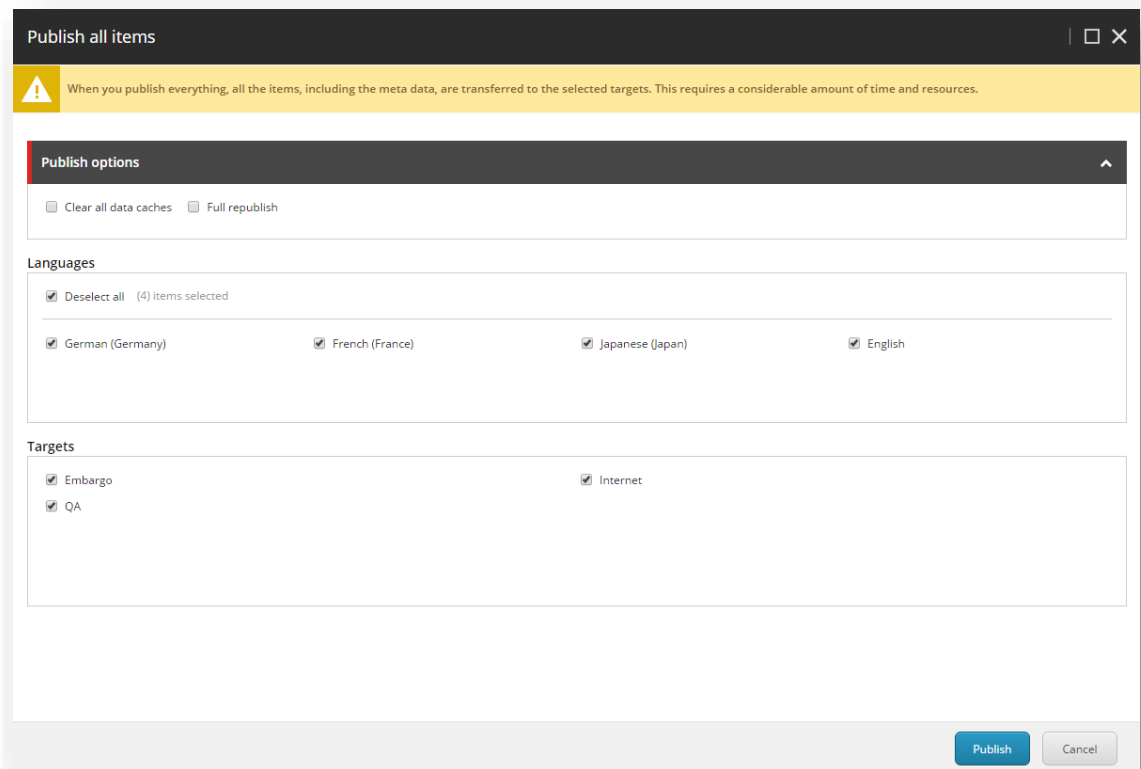 Publish all items
When you publish everything, all the items, including the meta data, are transferred to the selected targets. This requires a considerable amount of time and resources.
Publish options
Clear all data caches Full republish
Languages
Deselect all (4) items selected
German (Germany) French (France) Japanese (Japan) English
Targets
Embargo Internet
QA
Publish Cancel